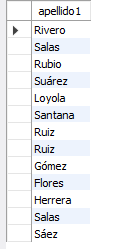 apellido1
Rivero
Salas
Rubio
Suárez
Loyola
Santana
Ruiz
Ruiz
Gómez
Flores
Herrera
Salas
Sáez